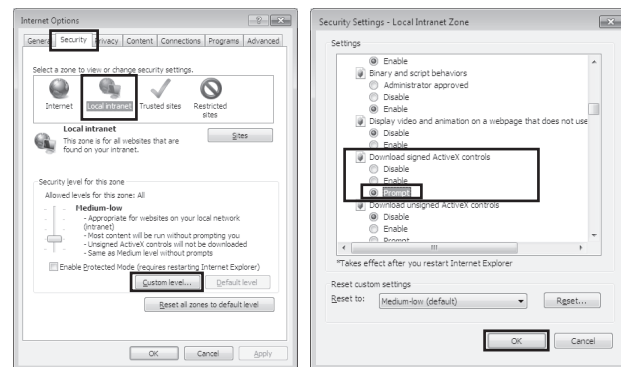 Internet Options
General Security Privacy Content Connections Programs Advanced
Select a zone to view or change security settings.
Internet Local intranet Trusted sites Restricted
sites
Local intranet
This zone is for all websites that are
found on your intranet.
Sites
Security level for this zone
Allowed levels for this zone: All
Medium-low
- Appropriate for websites on your local network
(intranet)
- Most content will be run without prompting you
- Unsigned ActiveX controls will not be downloaded
- Same as Medium level without prompts
Enable Protected Mode (requires restarting Internet Explorer)
Custom level... Default level
Reset all zones to default level
OK Cancel Apply
Security Settings - Local Intranet Zone
Settings
Enable
Binary and script behaviors
Administrator approved
Disable
Enable
Display video and animation on a webpage that does not use
Disable
Enable
Download signed ActiveX controls
Disable
Enable
Prompt
Download unsigned ActiveX controls
Disable
Enable
Prompt
*Takes effect after you restart Internet Explorer
Reset custom settings
Reset to: Medium-low (default) Reset...
OK Cancel